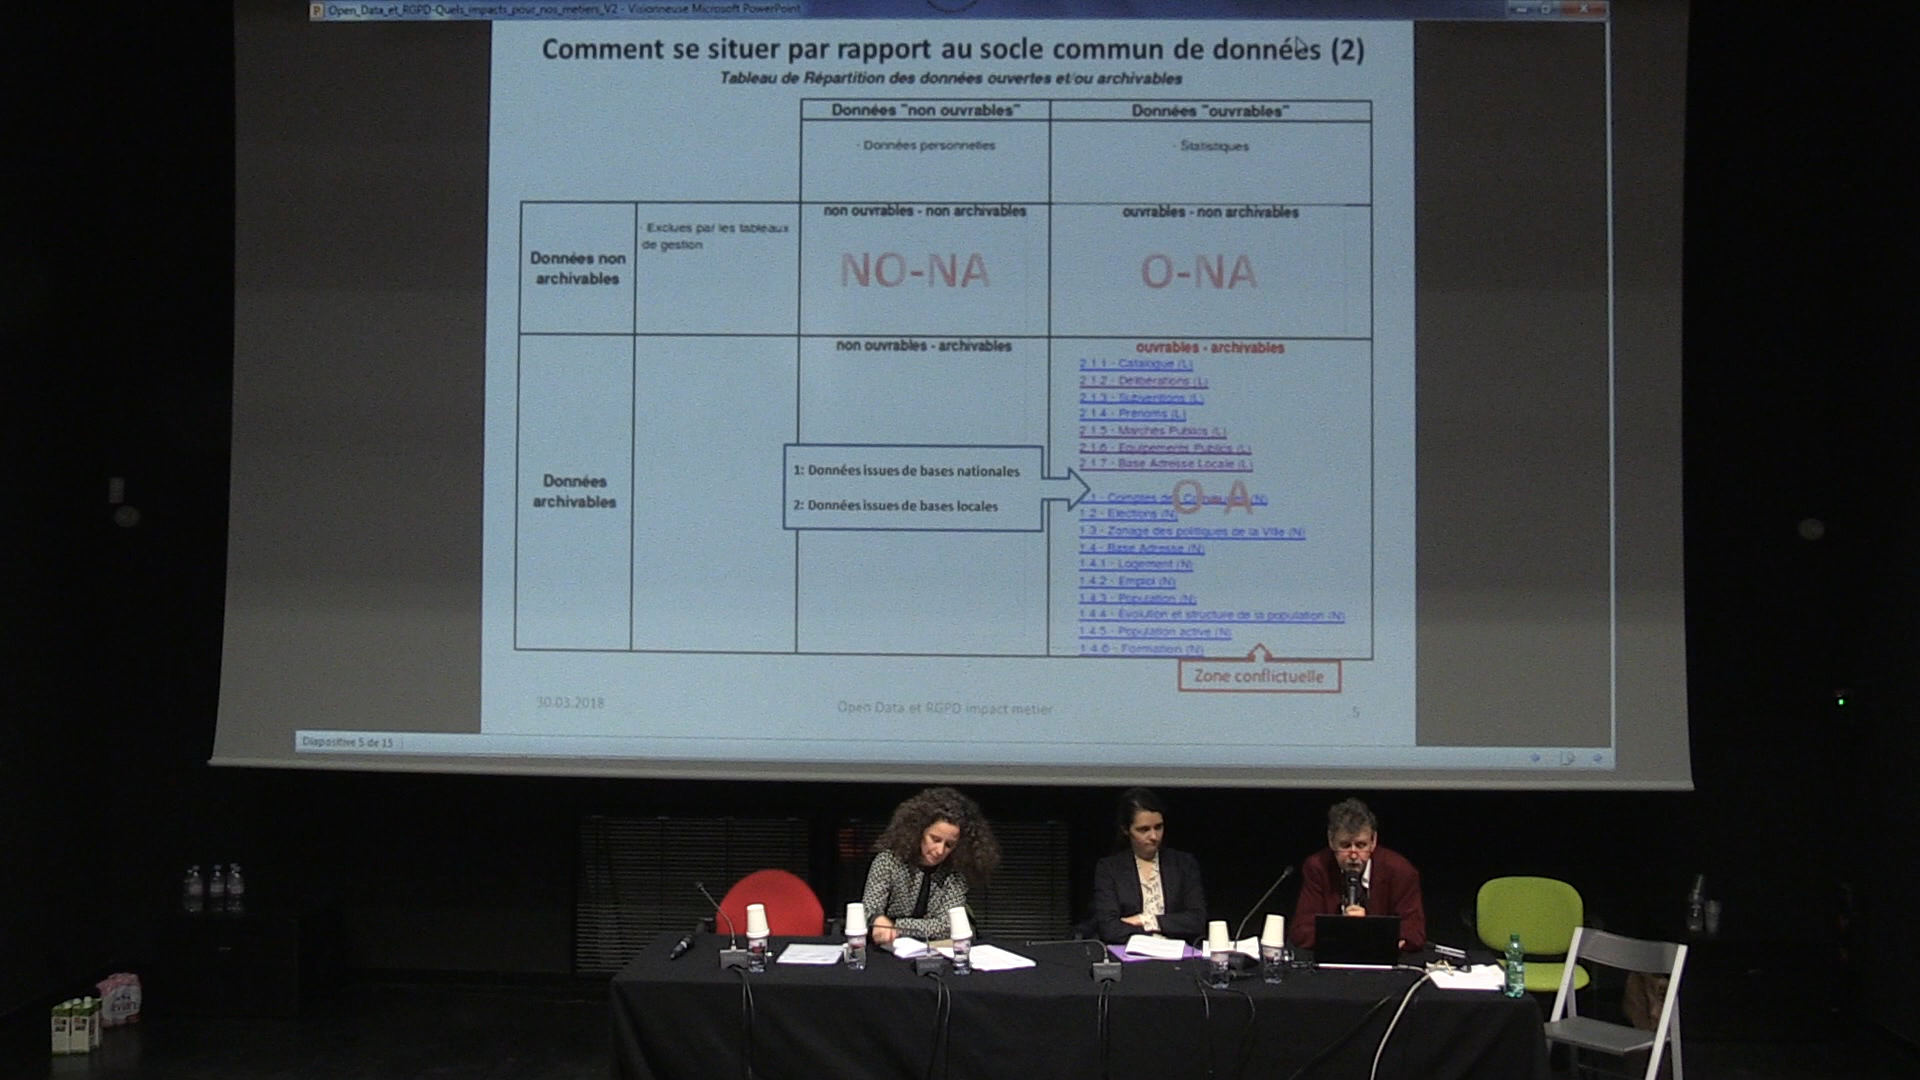 Open_Data_et_RGPD-Quels_impacts_pour_nos_metiers_V2 - Visionneuse Microsoft PowerPoint
Comment se situer par rapport au socle commun de données (2)
Tableau de Répartition des données ouvertes et/ou archivables
Données "non ouvrables"
Données "ouvrables"
- Données personnelles
- Statistiques
Données non
archivables
- Exclues par les tableaux
de gestion
non ouvrables - non archivables
NO-NA
ouvrables - non archivables
O-NA
Données
archivables
non ouvrables - archivables
1: Données issues de bases nationales
2: Données issues de bases locales
ouvrables - archivables
2.1.1 - Catalogue (L)
2.1.2 - Délibérations (L)
2.1.3 - Subventions (L)
2.1.4 - Prénoms (L)
2.1.5 - Marchés Publics (L)
2.1.6 - Equipements Publics (L)
2.1.7 - Base Adresse Locale (L)
O-A
.1 - Comptes de (N)
1.2 - Elections (N)
1.3 - Zonage des politiques de la Ville (N)
1.4 - Base Adresse (N)
1.4.1 - Logement (N)
1.4.2 - Emploi (N)
1.4.3 - Population (N)
1.4.4 - Evolution et structure de la population (N)
1.4.5 - Population active (N)
1.4.6 - Formation (N)
Zone conflictuelle
30.03.2018
Open Data et RGPD impact métier
5
Diapositive 5 de 15